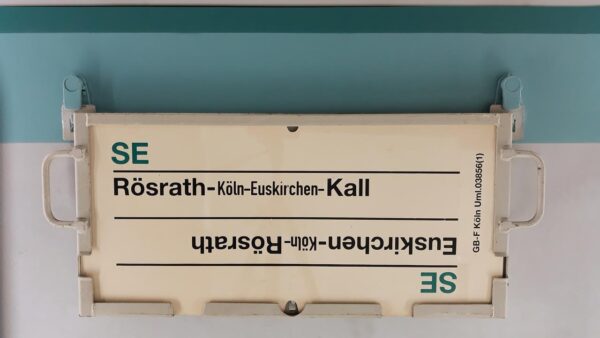 SE
Rösrath-Köln-Euskirchen-Kall
Euskirchen-Köln-Rösrath
SE
GB-F Köln Uml.03856(1)